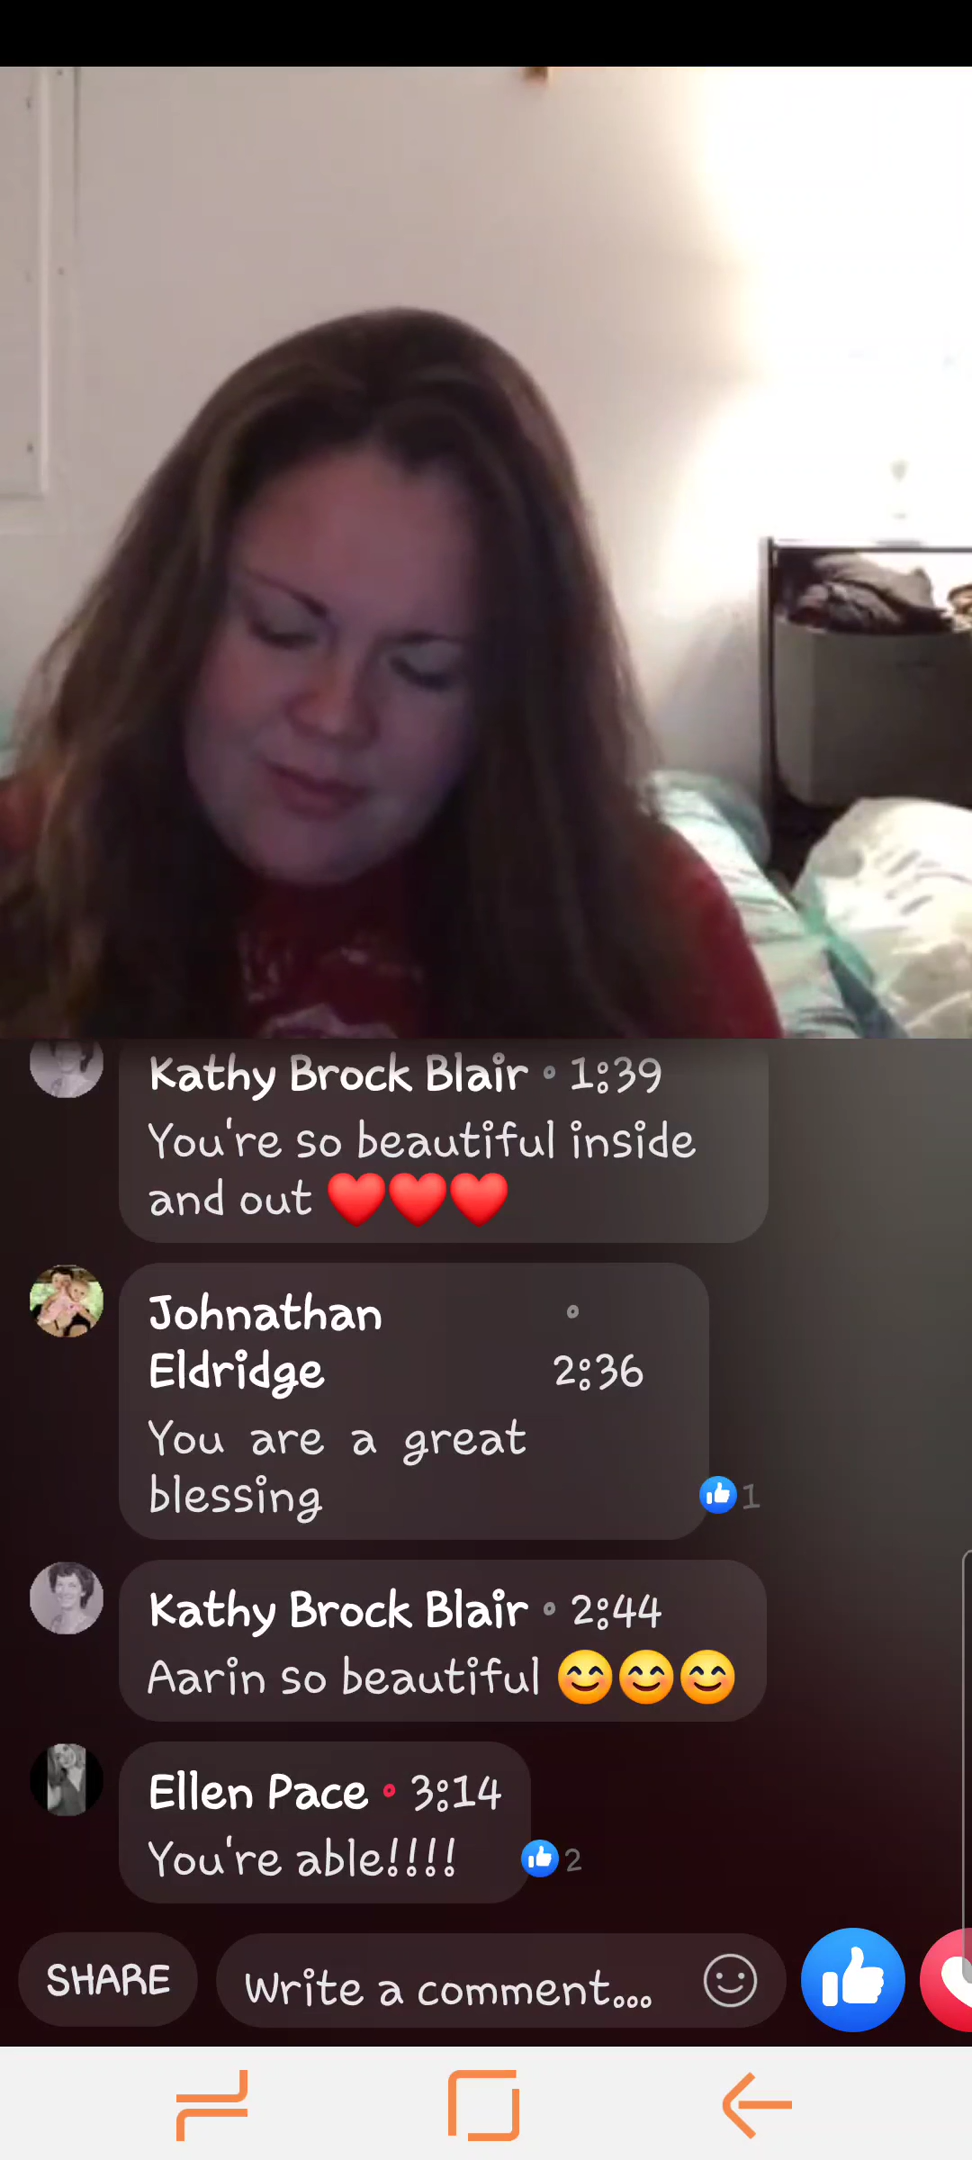 Kathy Brock Blair • 1:39
You're so beautiful inside
and out ❤️❤️❤️
Johnathan •
Eldridge 2:36
You are a great
blessing
1
Kathy Brock Blair • 2:44
Aarin so beautiful 😊😊😊
Ellen Pace • 3:14
You're able!!!!
2
SHARE
Write a comment...